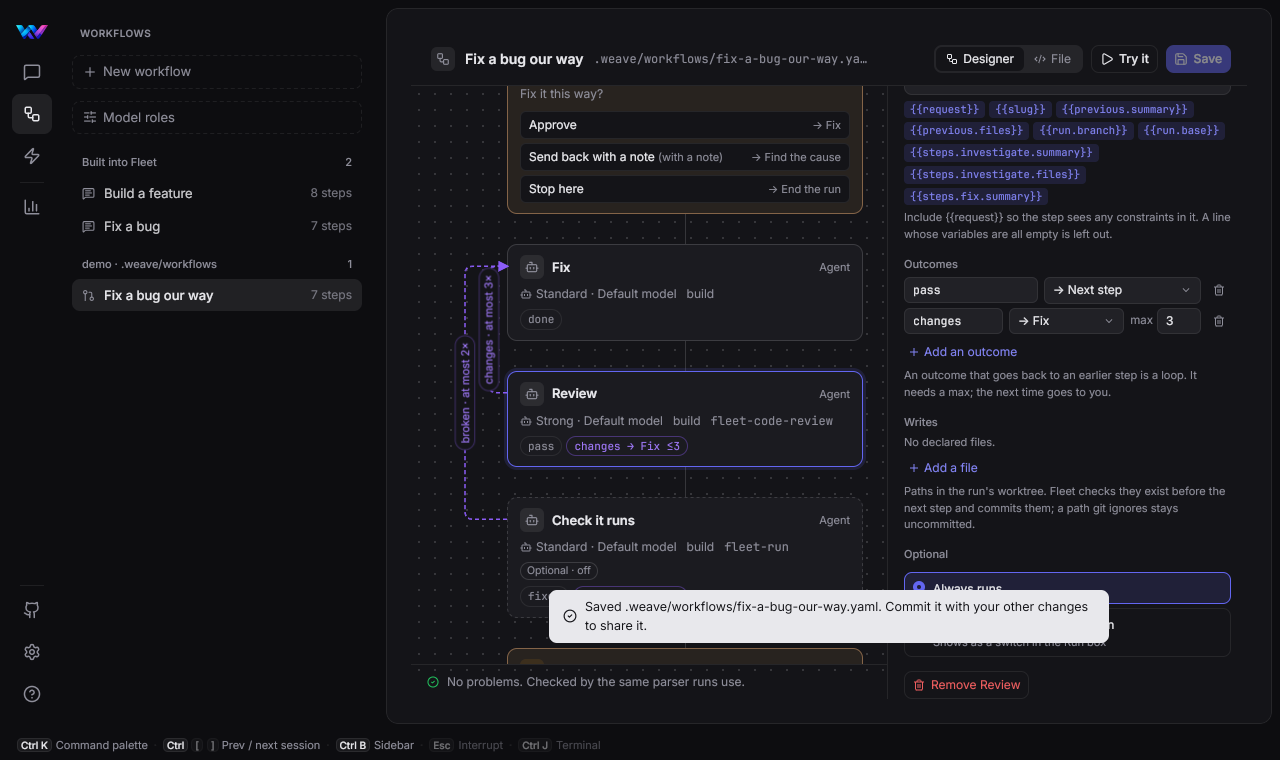 WORKFLOWS
New workflow
Model roles
Built into Fleet 2
Build a feature 8 steps
Fix a bug 7 steps
demo · .weave/workflows 1
Fix a bug our way 7 steps
Fix a bug our way .weave/workflows/fix-a-bug-our-way.ya…
Designer File Try it Save
Fix it this way?
Approve → Fix
Send back with a note (with a note) → Find the cause
Stop here → End the run
Fix Agent
Standard · Default model build
done
changes · at most 3×
broken · at most 2×
Review Agent
Strong · Default model build fleet-code-review
pass changes → Fix ≤3
Check it runs Agent
Standard · Default model build fleet-run
Optional · off
No problems. Checked by the same parser runs use.
{{request}} {{slug}} {{previous.summary}}
{{previous.files}} {{run.branch}} {{run.base}}
{{steps.investigate.summary}}
{{steps.investigate.files}}
{{steps.fix.summary}}
Include {{request}} so the step sees any constraints in it. A line
whose variables are all empty is left out.
Outcomes
pass → Next step
changes → Fix max 3
+ Add an outcome
An outcome that goes back to an earlier step is a loop. It
needs a max; the next time goes to you.
Writes
No declared files.
+ Add a file
Paths in the run's worktree. Fleet checks they exist before the
next step and commits them; a path git ignores stays
uncommitted.
Optional
Always runs
Shows as a switch in the Run box
Remove Review
Saved .weave/workflows/fix-a-bug-our-way.yaml. Commit it with your other changes
to share it.
Ctrl K Command palette · Ctrl [ ] Prev / next session · Ctrl B Sidebar · Esc Interrupt · Ctrl J Terminal